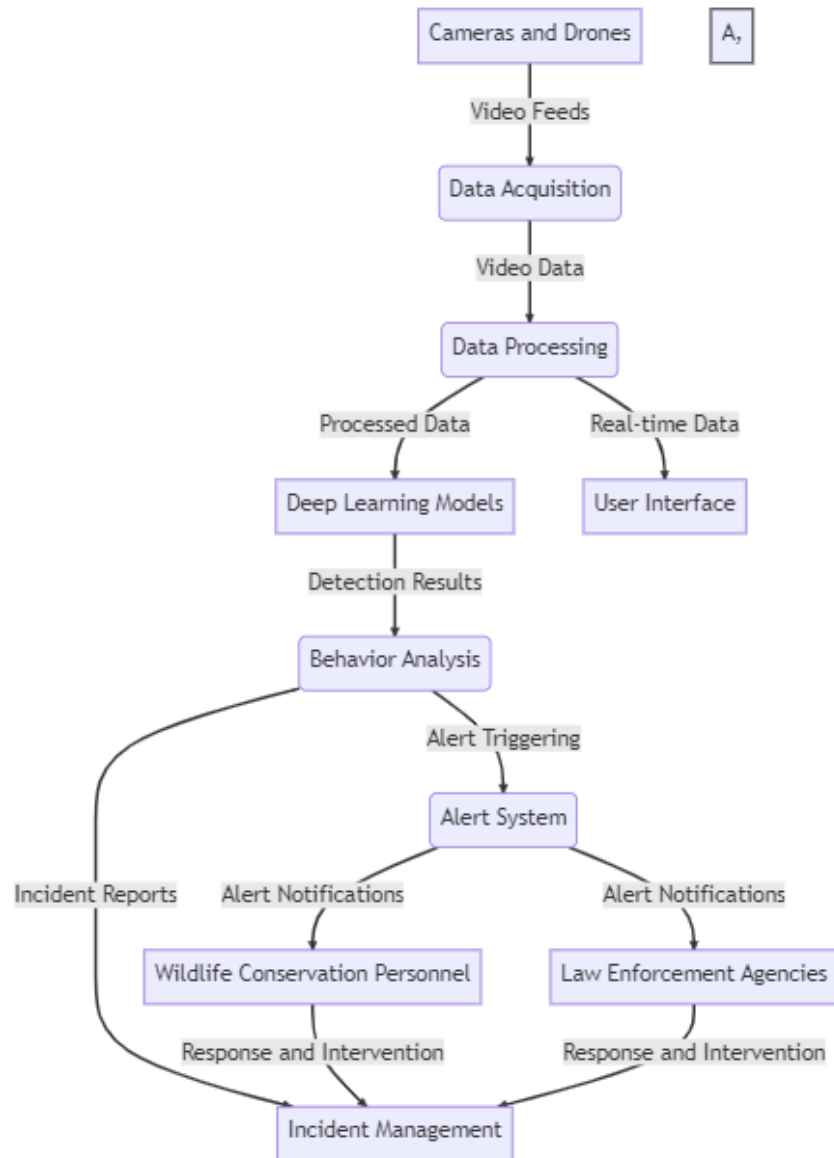 Cameras and Drones
A,
Video Feeds
Data Acquisition
Video Data
Data Processing
Processed Data
Real-time Data
Deep Learning Models
User Interface
Detection Results
Behavior Analysis
Alert Triggering
Alert System
Incident Reports
Alert Notifications
Alert Notifications
Wildlife Conservation Personnel
Law Enforcement Agencies
Response and Intervention
Response and Intervention
Incident Management